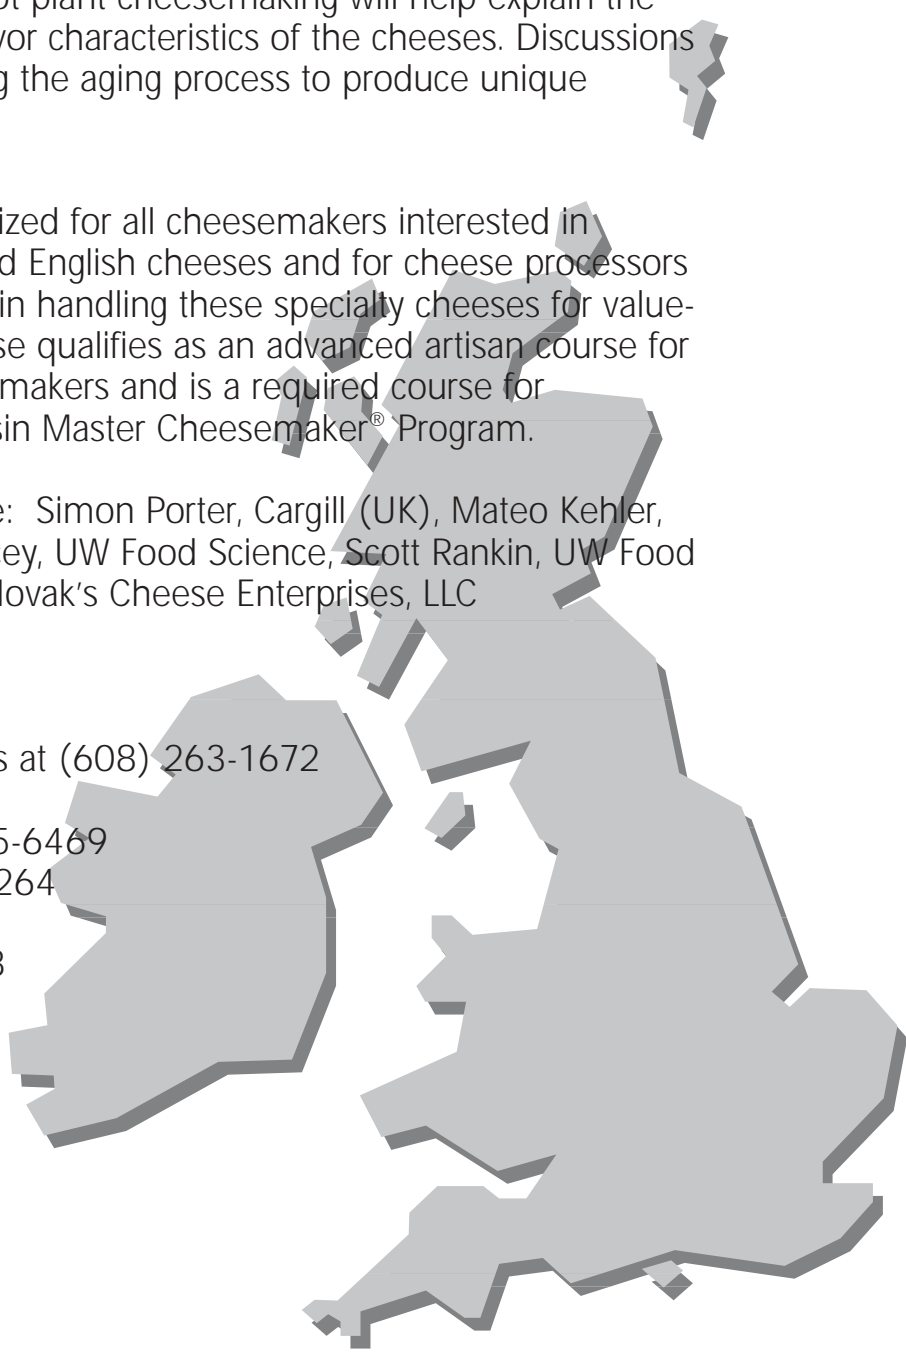 ot plant cheesemaking will help explain the
vor characteristics of the cheeses. Discussions
g the aging process to produce unique
ized for all cheesemakers interested in
d English cheeses and for cheese processors
in handling these specialty cheeses for value-
se qualifies as an advanced artisan course for
makers and is a required course for
sin Master Cheesemaker® Program.
e:  Simon Porter, Cargill (UK), Mateo Kehler,
sey, UW Food Science, Scott Rankin, UW Food
lovak's Cheese Enterprises, LLC
s at (608) 263-1672
5-6469
264
3